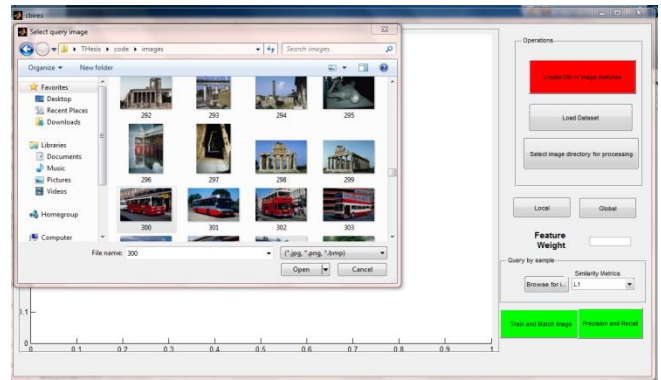 cbires
Select query image
THesis
code
images
Search images
Organize
New folder
Favorites
Desktop
Recent Places
Downloads
Libraries
Documents
Music
Pictures
Videos
Homegroup
Computer
292
293
294
295
296
297
298
299
300
301
302
303
File name: 300
(*.jpg, *.png, *.bmp)
Open
Cancel
Operations
Create DB of image features
Load Dataset
Select image directory for processing
Local
Global
Feature
Weight
Query by sample
Similarity Metrics
Browse for i...
L1
Train and Match Image
Precision and Recall
0.1
0
0 0.1 0.2 0.3 0.4 0.5 0.6 0.7 0.8 0.9 1